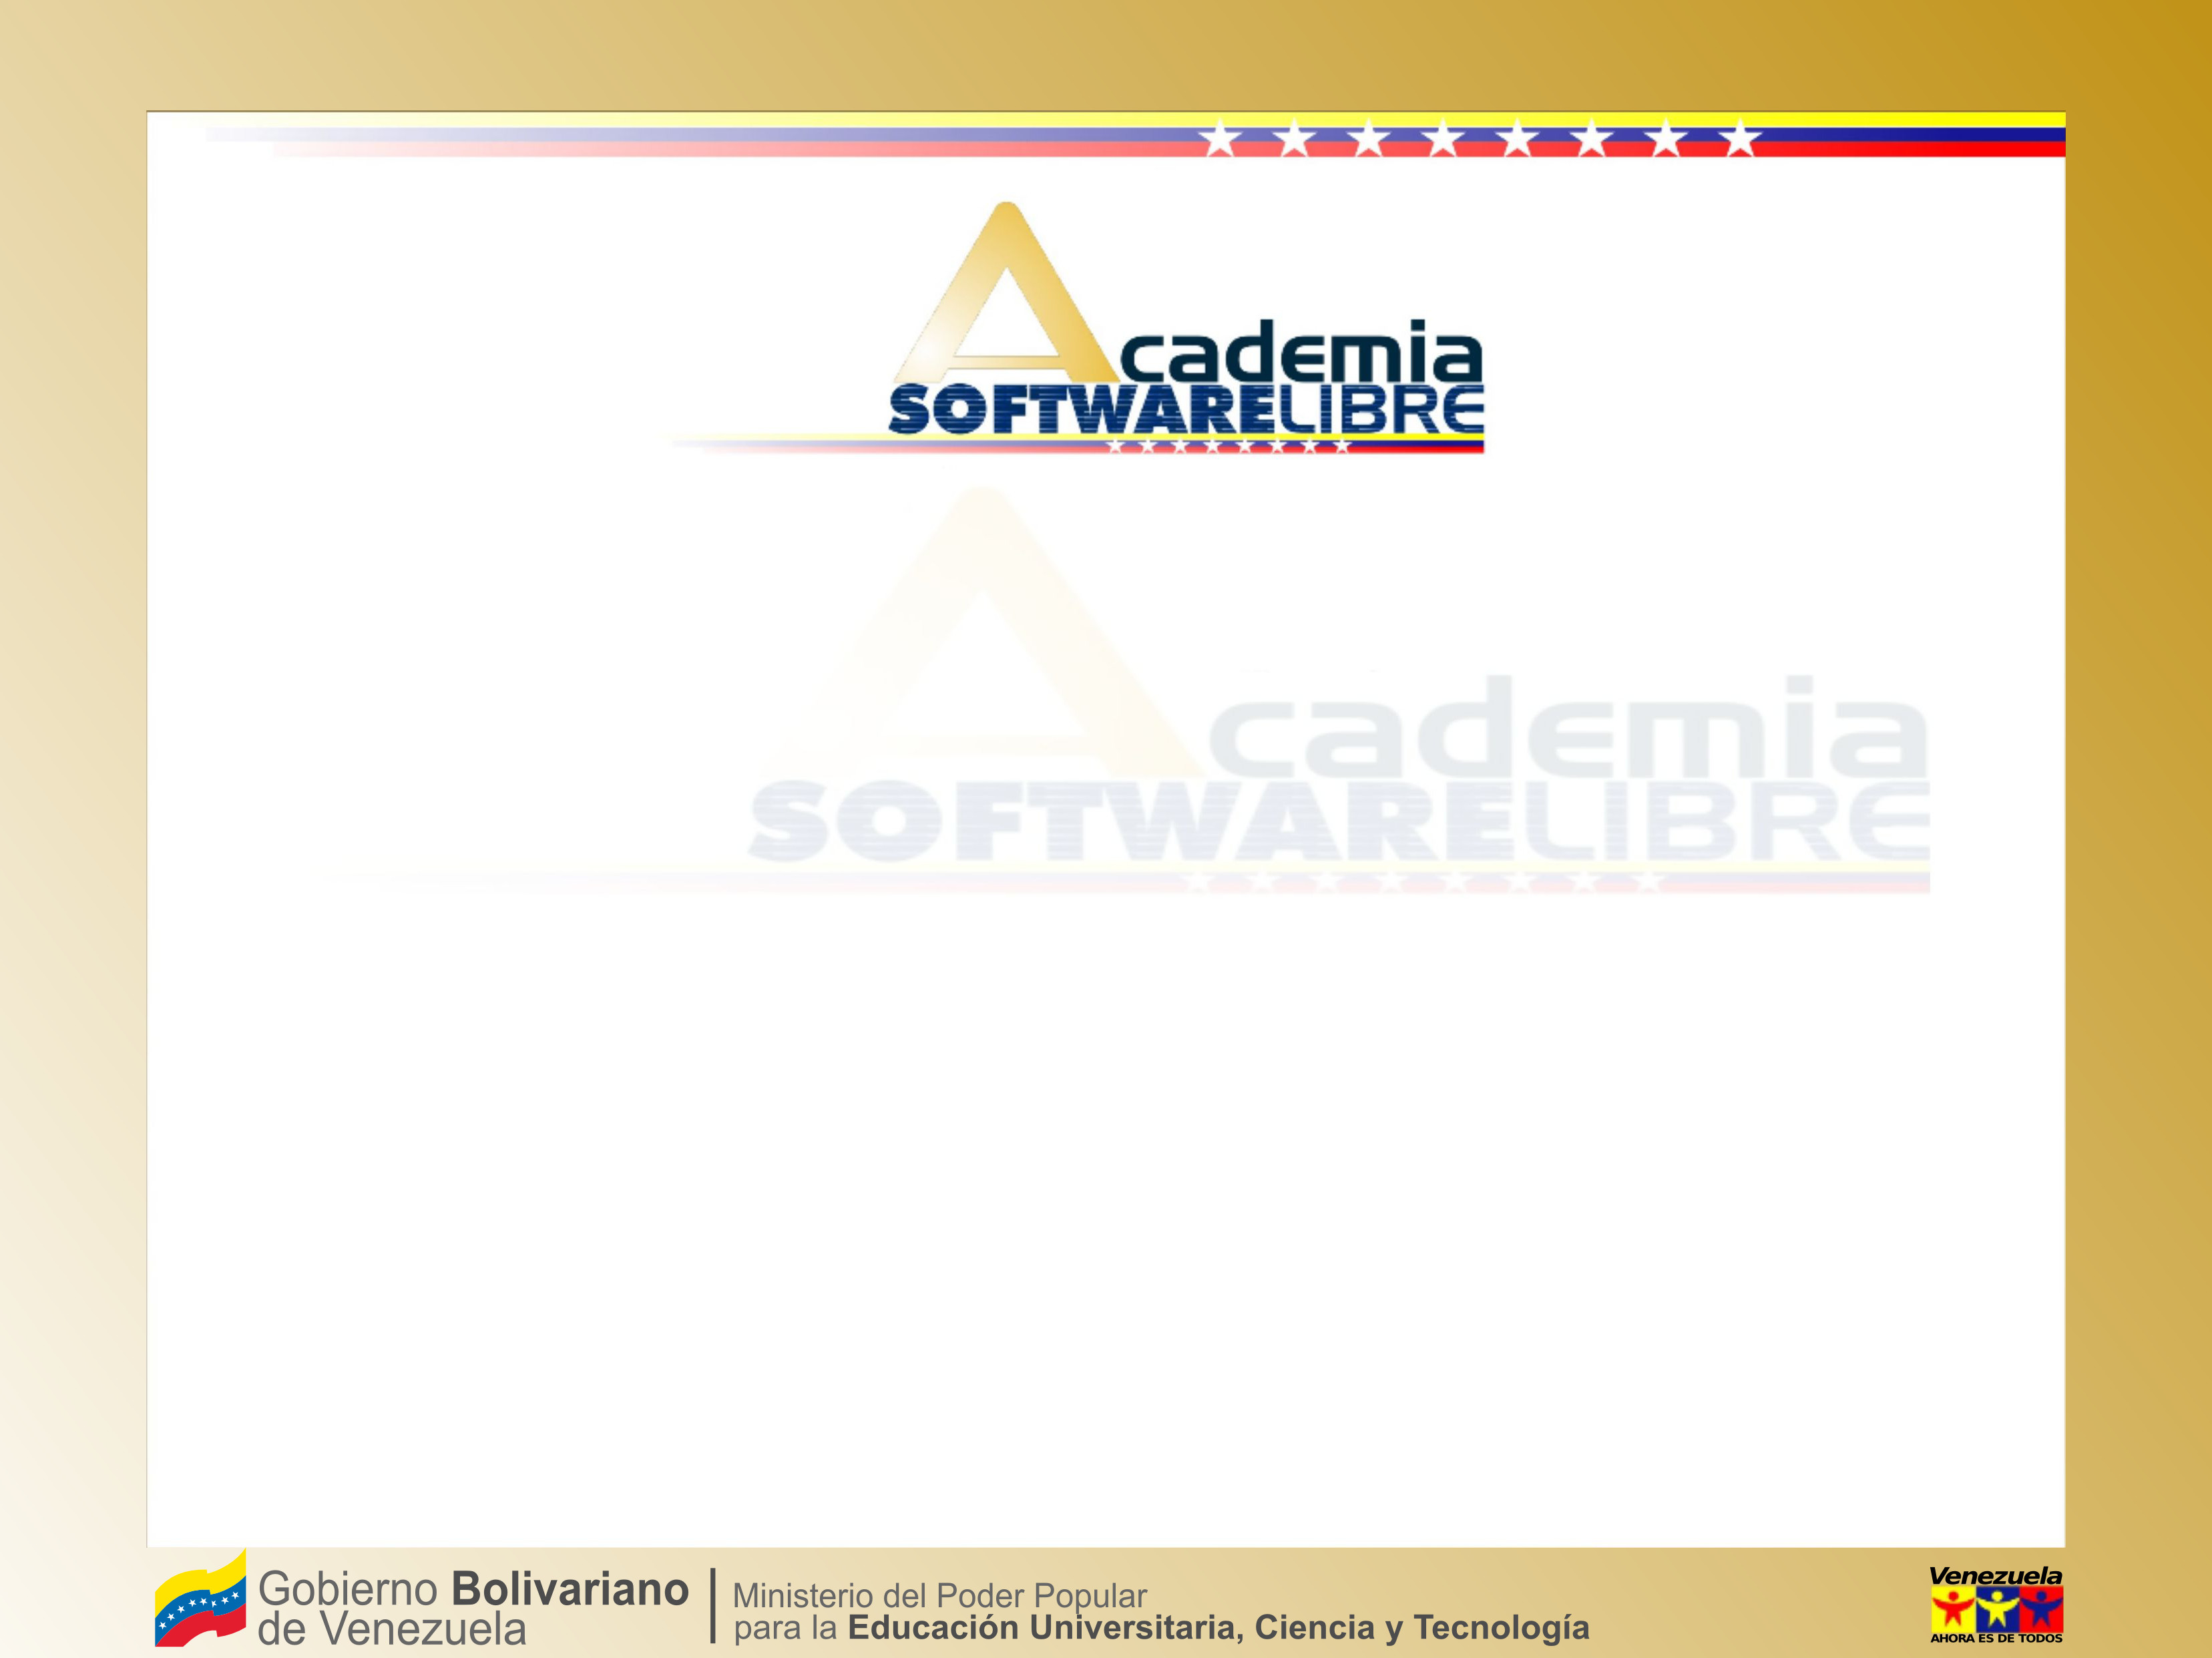 Academia
SOFTWARELIBRE
Academia
SOFTWARELIBRE
Gobierno Bolivariano
de Venezuela
Ministerio del Poder Popular
para la Educación Universitaria, Ciencia y Tecnología
Venezuela
AHORA ES DE TODOS